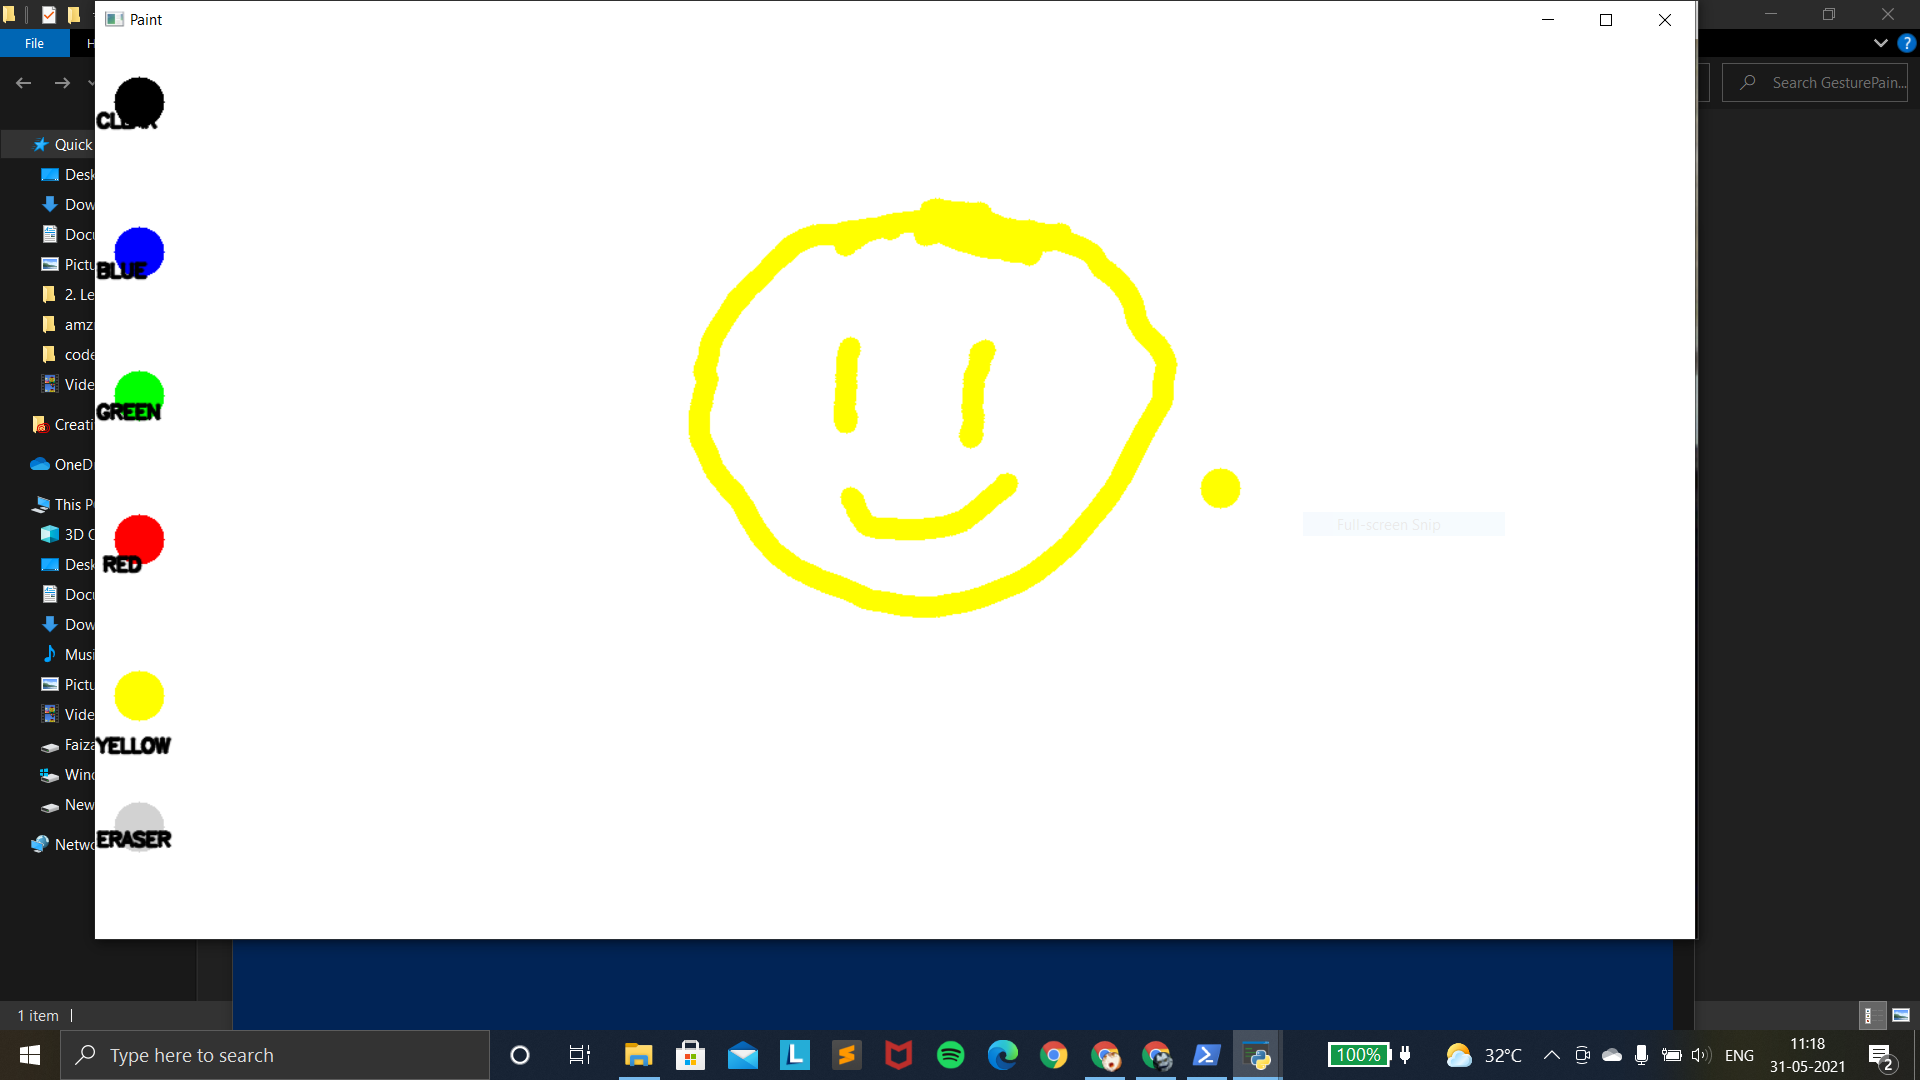 Paint
File
H
Search GesturePain...
CLEAR
Quick
Desk
Dow
Docu
BLUE
Pictu
2. Le
amz
code
Vide
GREEN
Creati
OneD
This P
Full-screen Snip
3D C
Desk
RED
Docu
Dow
Musi
Pictu
Vide
YELLOW
Faiza
Wind
New
ERASER
Netwo
1 item
Type here to search
L
100%
32°C
ENG
11:18
31-05-2021
2